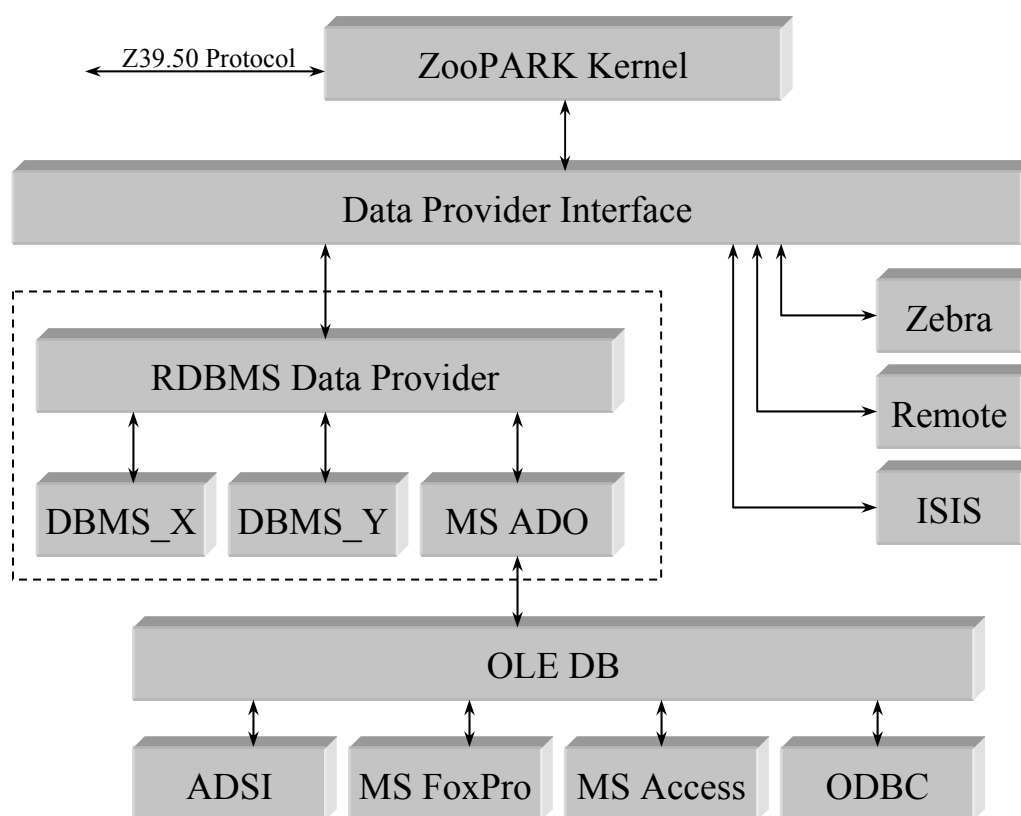 Z39.50 Protocol
ZooPARK Kernel
Data Provider Interface
Zebra
RDBMS Data Provider
Remote
DBMS_X
DBMS_Y
MS ADO
ISIS
OLE DB
ADSI
MS FoxPro
MS Access
ODBC